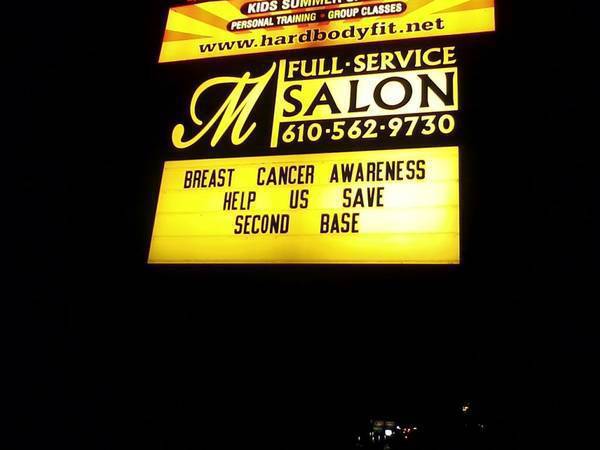 KIDS SUMMER
PERSONAL TRAINING • GROUP CLASSES
www.hardbodyfit.net
M
FULL-SERVICE
SALON
610-562-9730
BREAST CANCER AWARENESS
HELP US SAVE
SECOND BASE